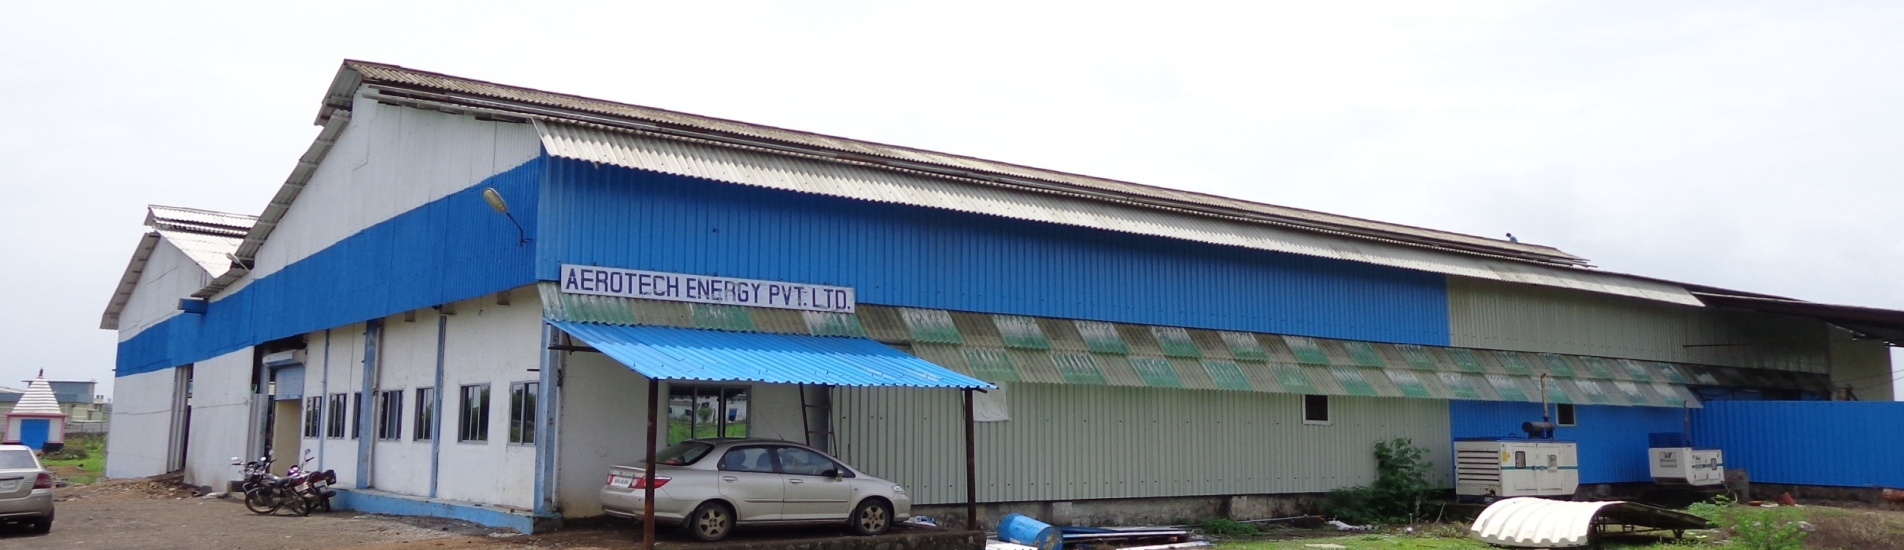 AEROTECH ENERGY PVT. LTD.